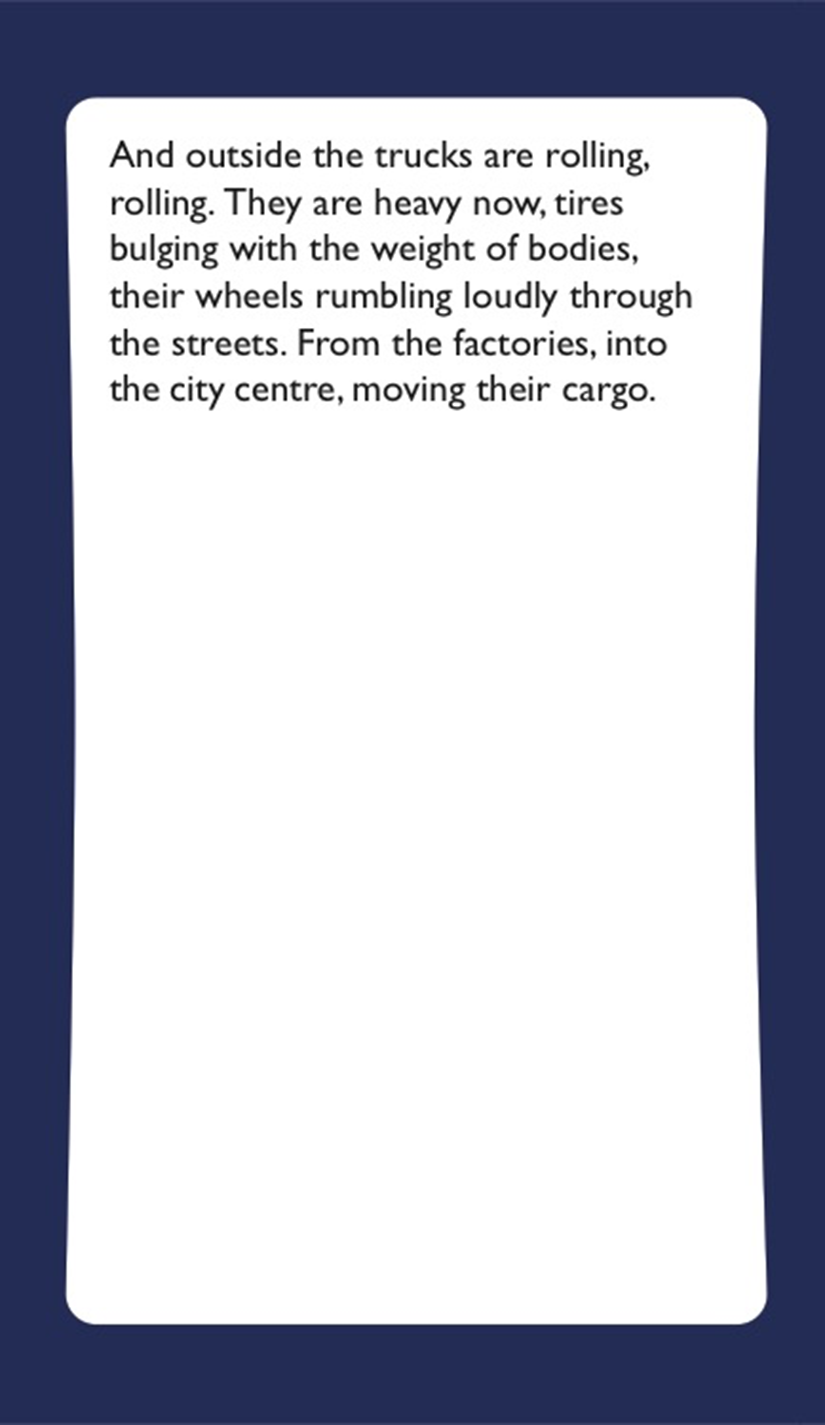 And outside the trucks are rolling,
rolling. They are heavy now, tires
bulging with the weight of bodies,
their wheels rumbling loudly through
the streets. From the factories, into
the city centre, moving their cargo.